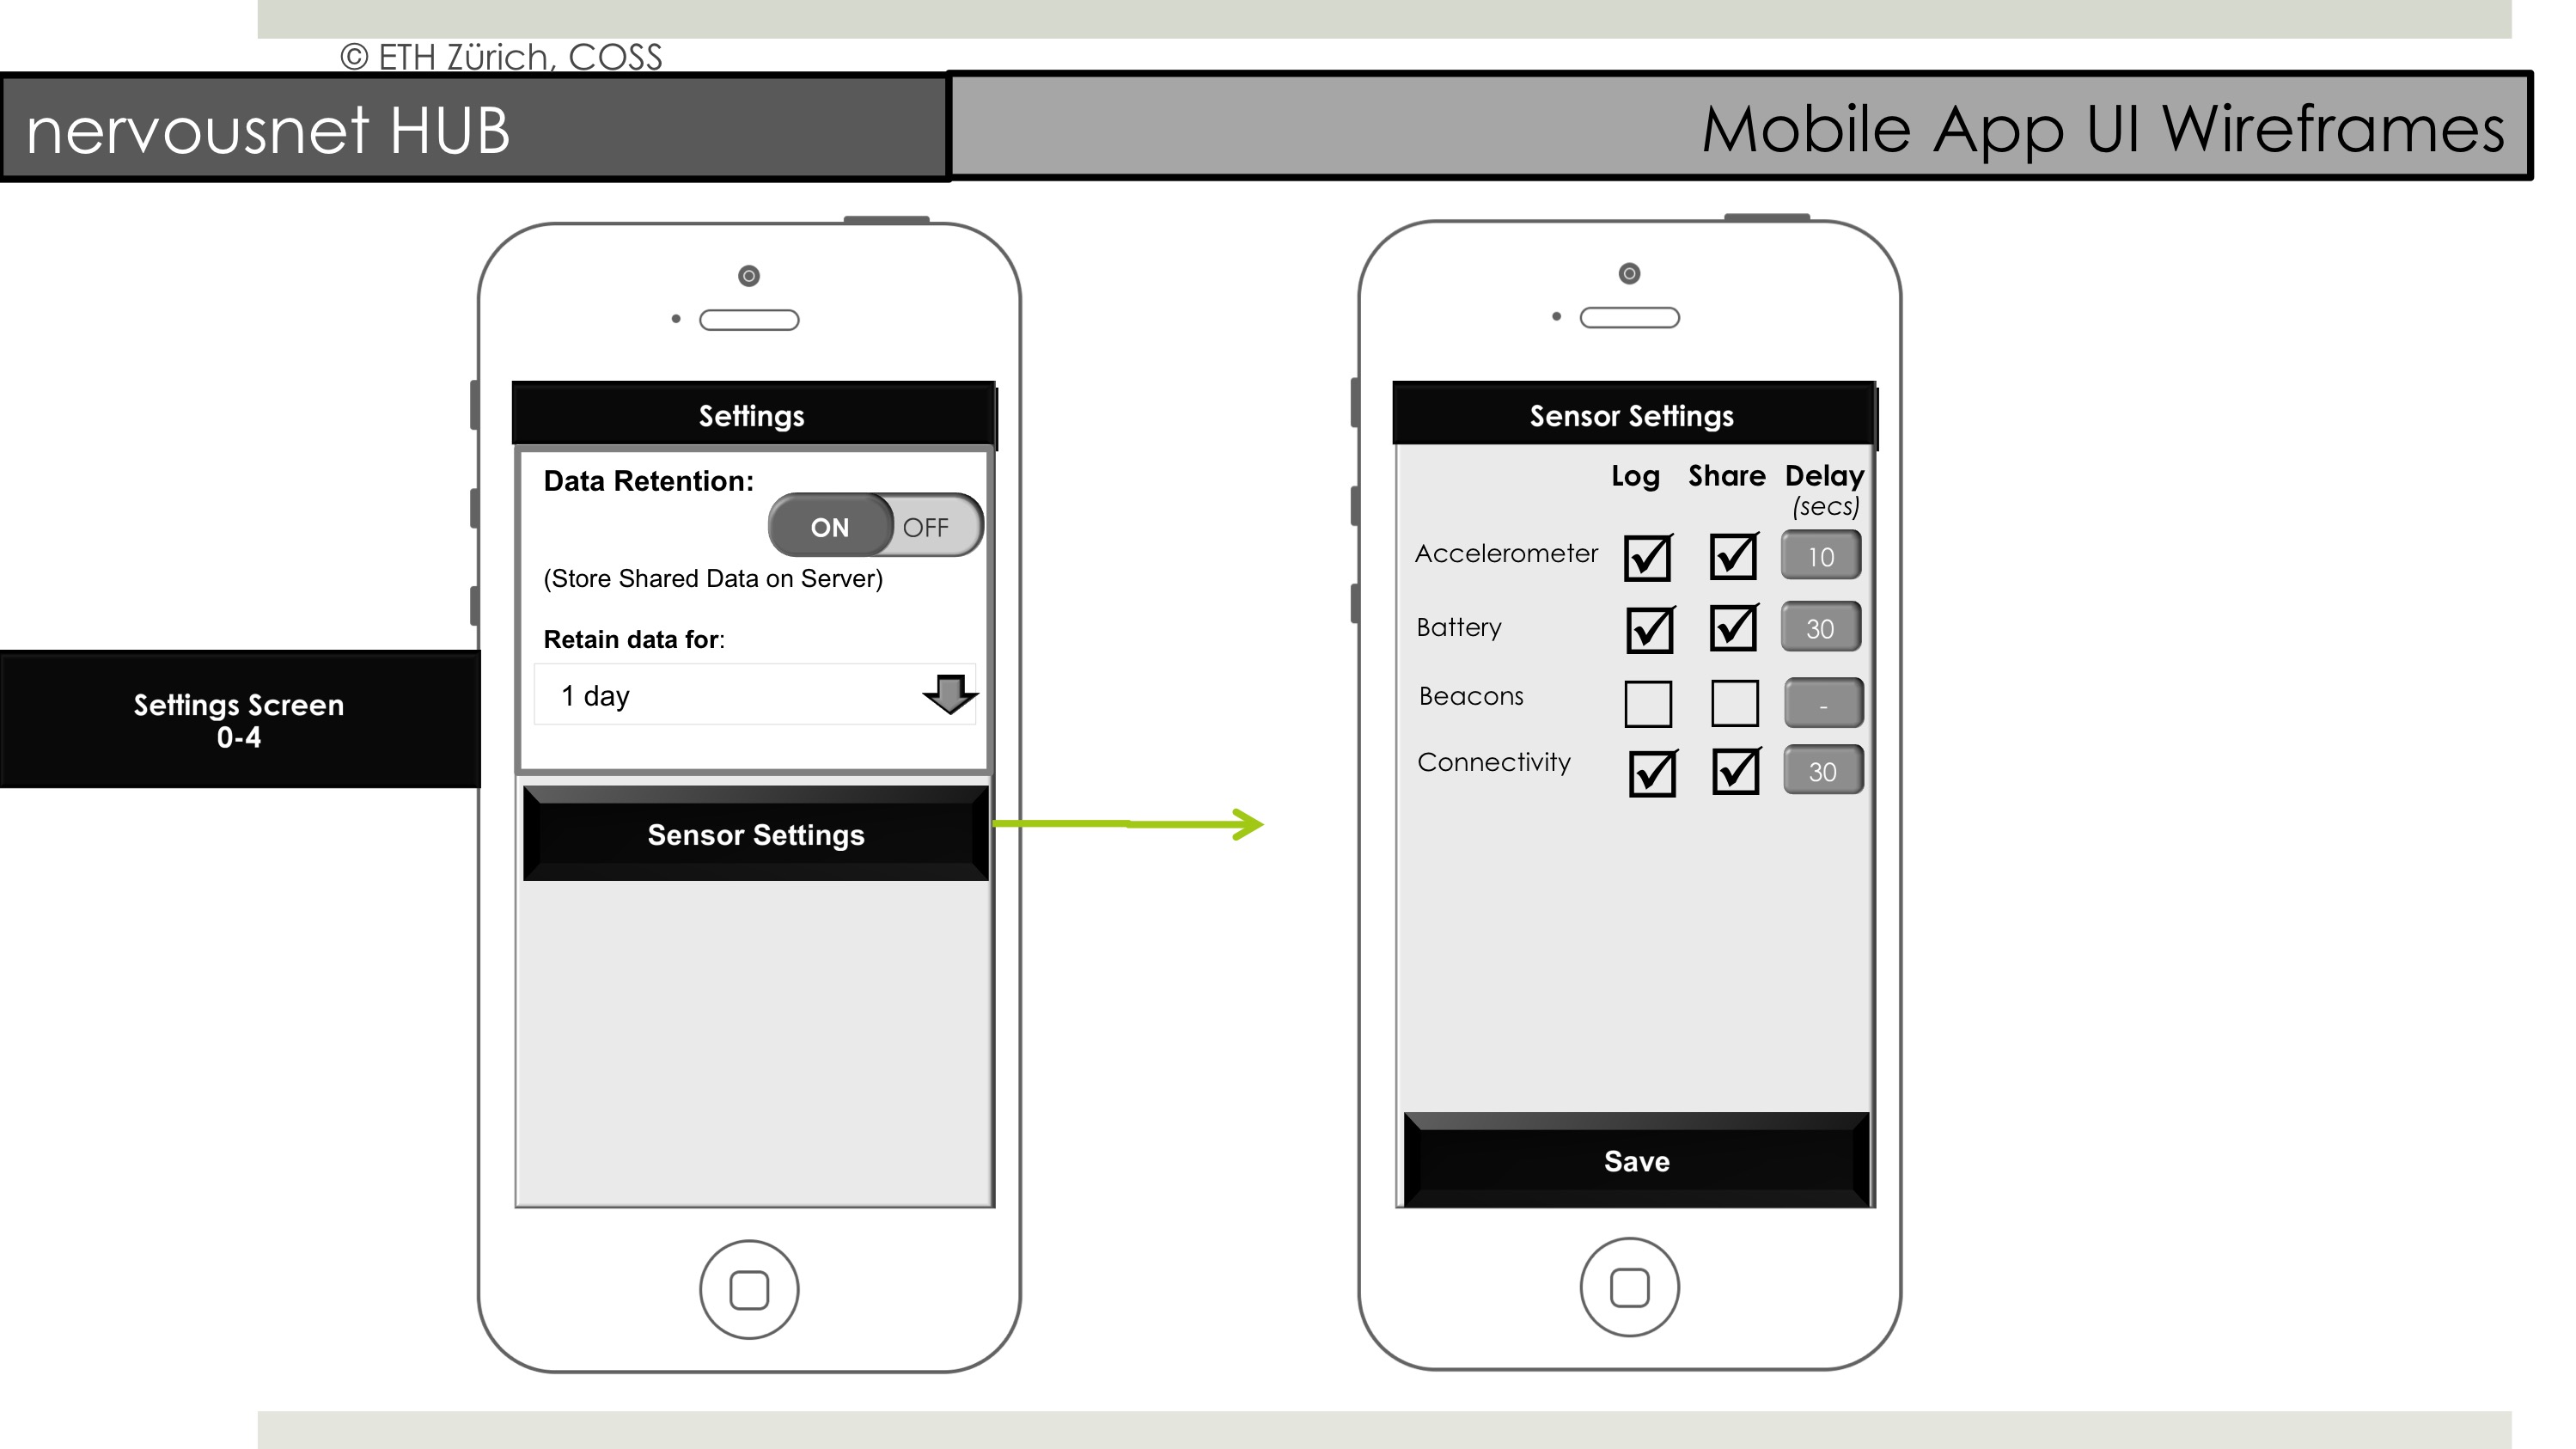 © ETH Zürich, COSS
nervousnet HUB
Mobile App UI Wireframes
Settings Screen
0-4
Settings
Data Retention:
ON OFF
(Store Shared Data on Server)
Retain data for:
1 day
Sensor Settings
Sensor Settings
Log Share Delay
(secs)
Accelerometer 10
Battery 30
Beacons -
Connectivity 30
Save